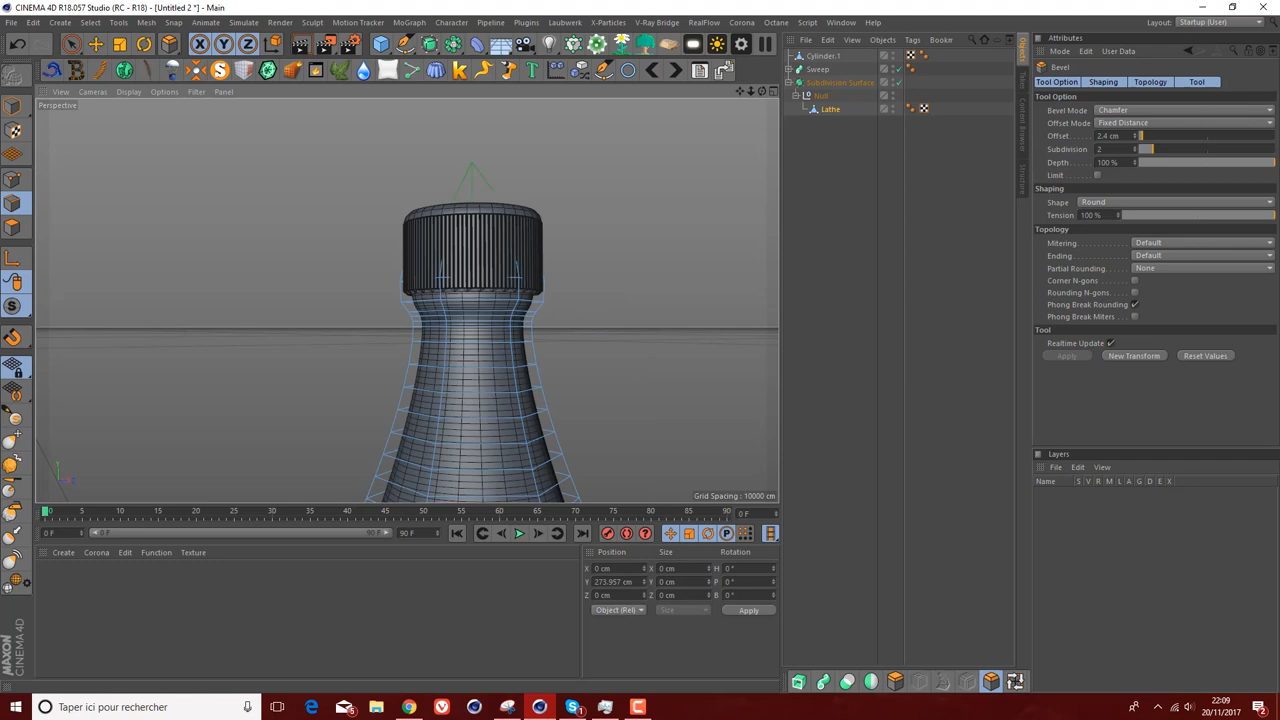 CINEMA 4D R18.057 Studio (RC - R18) - [Untitled 2 *] - Main
File Edit Create Select Tools Mesh Snap Animate Simulate Render Sculpt Motion Tracker MoGraph Character Pipeline Plugins Laubwerk X-Particles V-Ray Bridge RealFlow Corona Octane Script Window Help
Layout: Startup (User)
View Cameras Display Options Filter Panel
Perspective
Grid Spacing : 10000 cm
0 5 10 15 20 25 30 35 40 45 50 55 60 65 70 75 80 85 90
0 F
0 F 0 F 90 F 90 F
Create Corona Edit Function Texture
Position Size Rotation
X 0 cm X 0 cm H 0 °
Y 273.957 cm Y 0 cm P 0 °
Z 0 cm Z 0 cm B 0 °
Object (Rel) Size Apply
MAXON
CINEMA 4D
File Edit View Objects Tags Bookm
Cylinder.1
Sweep
Subdivision Surface
Null
Lathe
Objects
Takes
Content Browser
Structure
Attributes
Mode Edit User Data
Bevel
Tool Option Shaping Topology Tool
Tool Option
Bevel Mode Chamfer
Offset Mode Fixed Distance
Offset 2.4 cm
Subdivision 2
Depth 100 %
Limit
Shaping
Shape Round
Tension 100 %
Topology
Mitering Default
Ending Default
Partial Rounding None
Corner N-gons
Rounding N-gons
Phong Break Rounding
Phong Break Miters
Tool
Realtime Update
Apply New Transform Reset Values
Layers
File Edit View
Name S V R M L A G D E X
Taper ici pour rechercher
22:09
20/11/2017